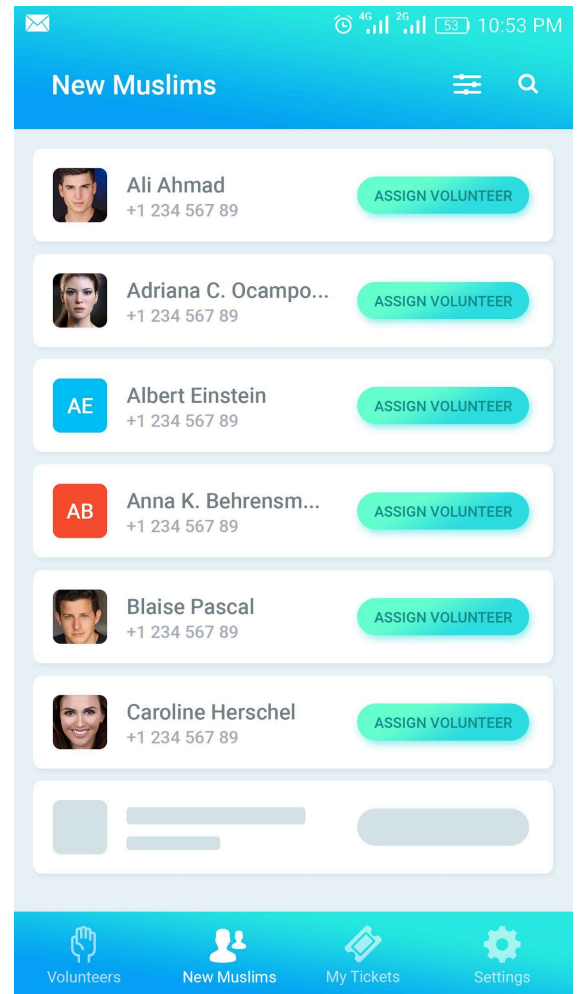 4G 2G 53 10:53 PM
New Muslims
Ali Ahmad
+1 234 567 89
ASSIGN VOLUNTEER
Adriana C. Ocampo...
+1 234 567 89
ASSIGN VOLUNTEER
AE
Albert Einstein
+1 234 567 89
ASSIGN VOLUNTEER
AB
Anna K. Behrensm...
+1 234 567 89
ASSIGN VOLUNTEER
Blaise Pascal
+1 234 567 89
ASSIGN VOLUNTEER
Caroline Herschel
+1 234 567 89
ASSIGN VOLUNTEER
Volunteers New Muslims My Tickets Settings